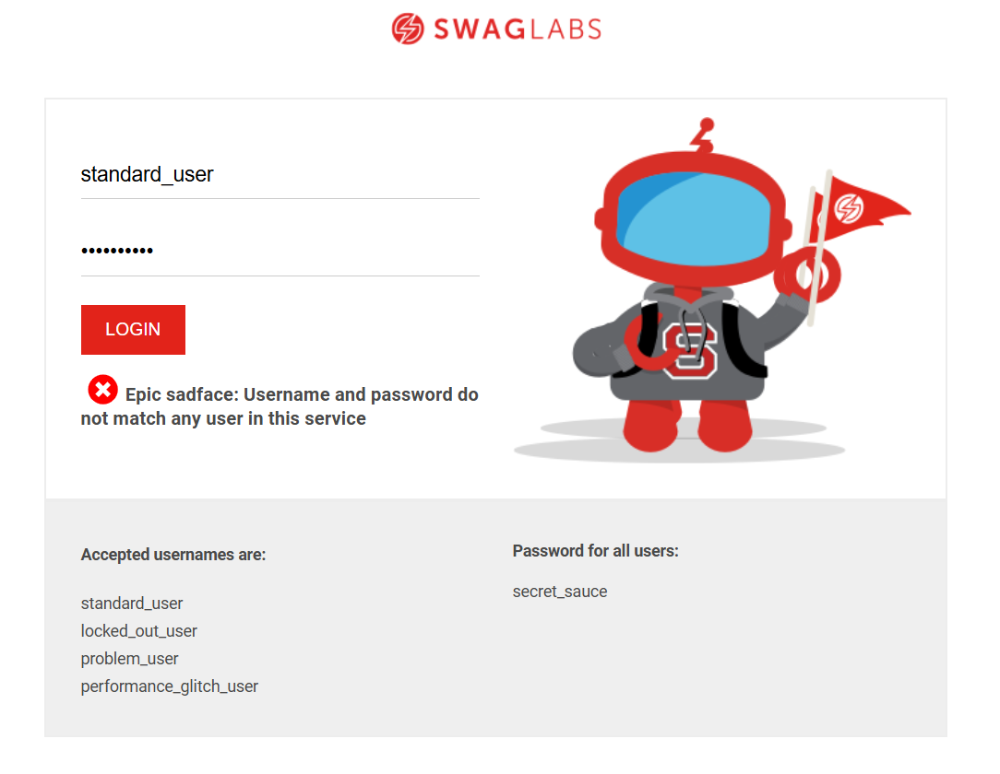 SWAGLABS
standard_user
••••••••••
LOGIN
Epic sadface: Username and password do
not match any user in this service
S
Accepted usernames are:
standard_user
locked_out_user
problem_user
performance_glitch_user
Password for all users:
secret_sauce